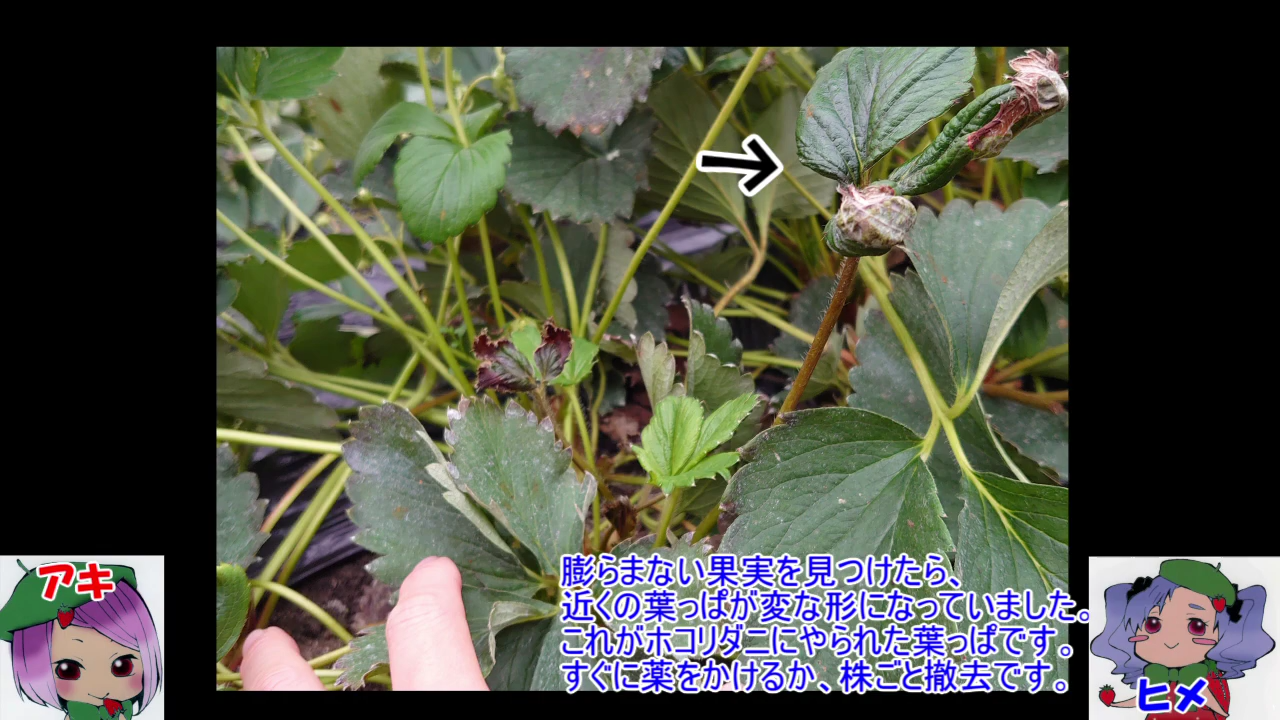 アキ
膨らまない果実を見つけたら、
近くの葉っぱが変な形になっていました。
これがホコリダニにやられた葉っぱです。
すぐに薬をかけるか、株ごと撤去です。
ヒメ